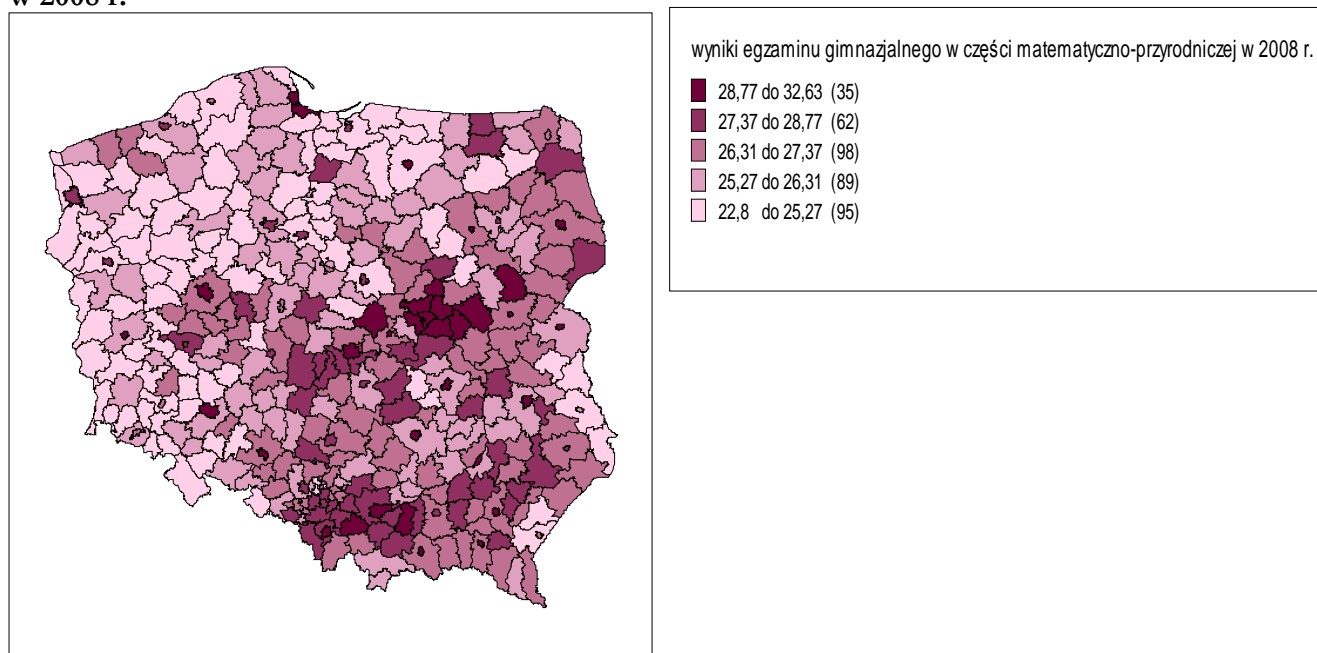 w 2008 r.
wyniki egzaminu gimnazjalnego w części matematyczno-przyrodniczej w 2008 r.
28,77 do 32,63 (35)
27,37 do 28,77 (62)
26,31 do 27,37 (98)
25,27 do 26,31 (89)
22,8 do 25,27 (95)